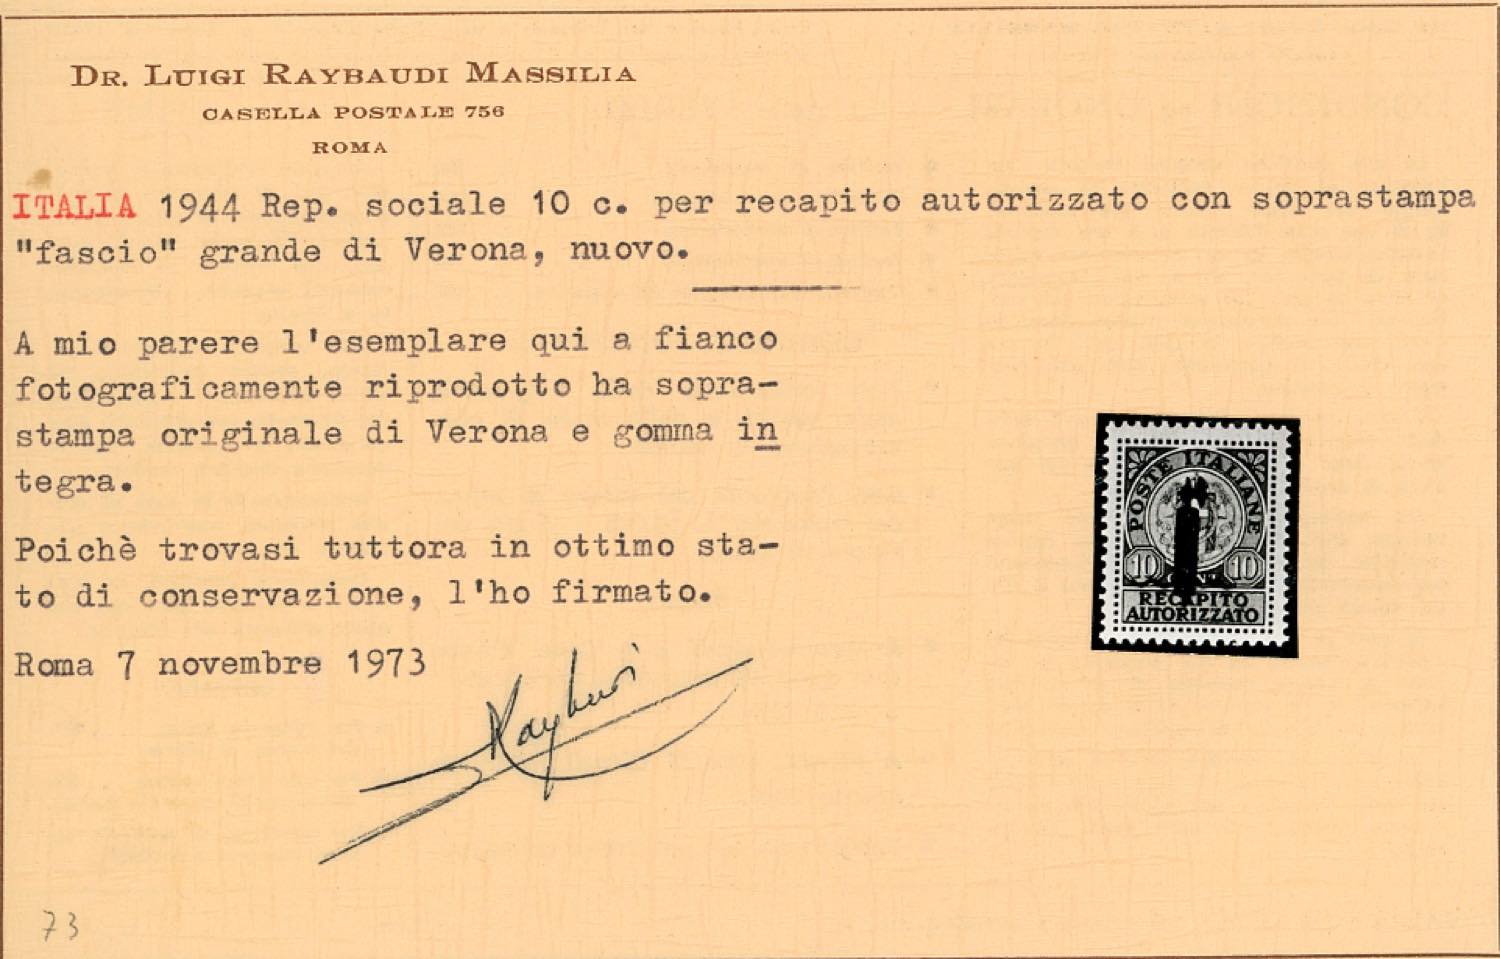 DR. LUIGI RAYBAUDI MASSILIA
CASELLA POSTALE 756
ROMA
ITALIA 1944 Rep. sociale 10 c. per recapito autorizzato con soprastampa
"fascio" grande di Verona, nuovo.
A mio parere l'esemplare qui a fianco
fotograficamente riprodotto ha sopra-
stampa originale di Verona e gomma in
tegra.
Poichè trovasi tuttora in ottimo sta-
to di conservazione, l'ho firmato.
Roma 7 novembre 1973
Raybaudi
POSTE ITALIANE
10 10
RECAPITO
AUTORIZZATO
73